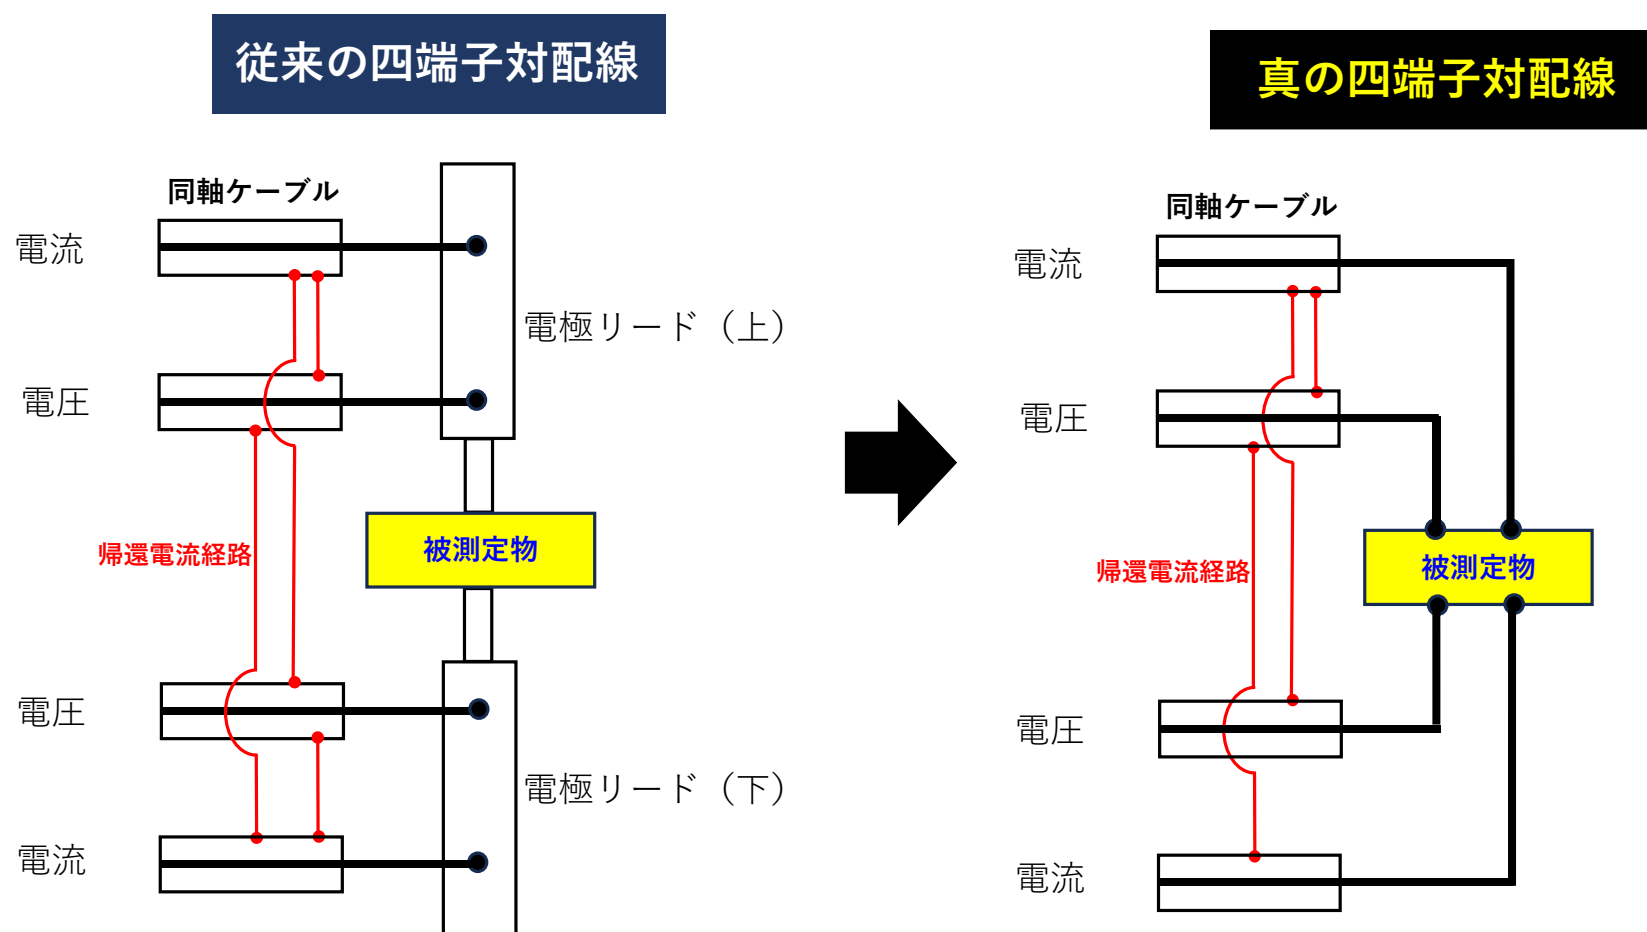 従来の四端子対配線
同軸ケーブル
電流
電極リード（上）
電圧
帰還電流経路
被測定物
電圧
電極リード（下）
電流
真の四端子対配線
同軸ケーブル
電流
電圧
帰還電流経路
被測定物
電圧
電流